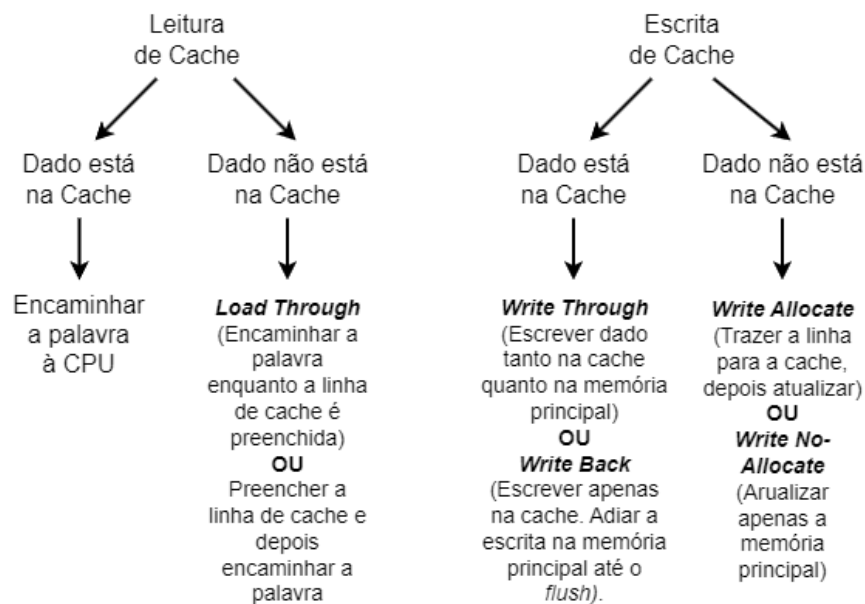 Leitura
de Cache
Dado está
na Cache
Encaminhar
a palavra
à CPU
Dado não está
na Cache
Load Through
(Encaminhar a
palavra
enquanto a linha
de cache é
preenchida)
OU
Preencher a
linha de cache e
depois
encaminhar a
palavra
Escrita
de Cache
Dado está
na Cache
Write Through
(Escrever dado
tanto na cache
quanto na memória
principal)
OU
Write Back
(Escrever apenas
na cache. Adiar a
escrita na memória
principal até o
flush).
Dado não está
na Cache
Write Allocate
(Trazer a linha
para a cache,
depois atualizar)
OU
Write No-
Allocate
(Arualizar
apenas a
memória
principal)